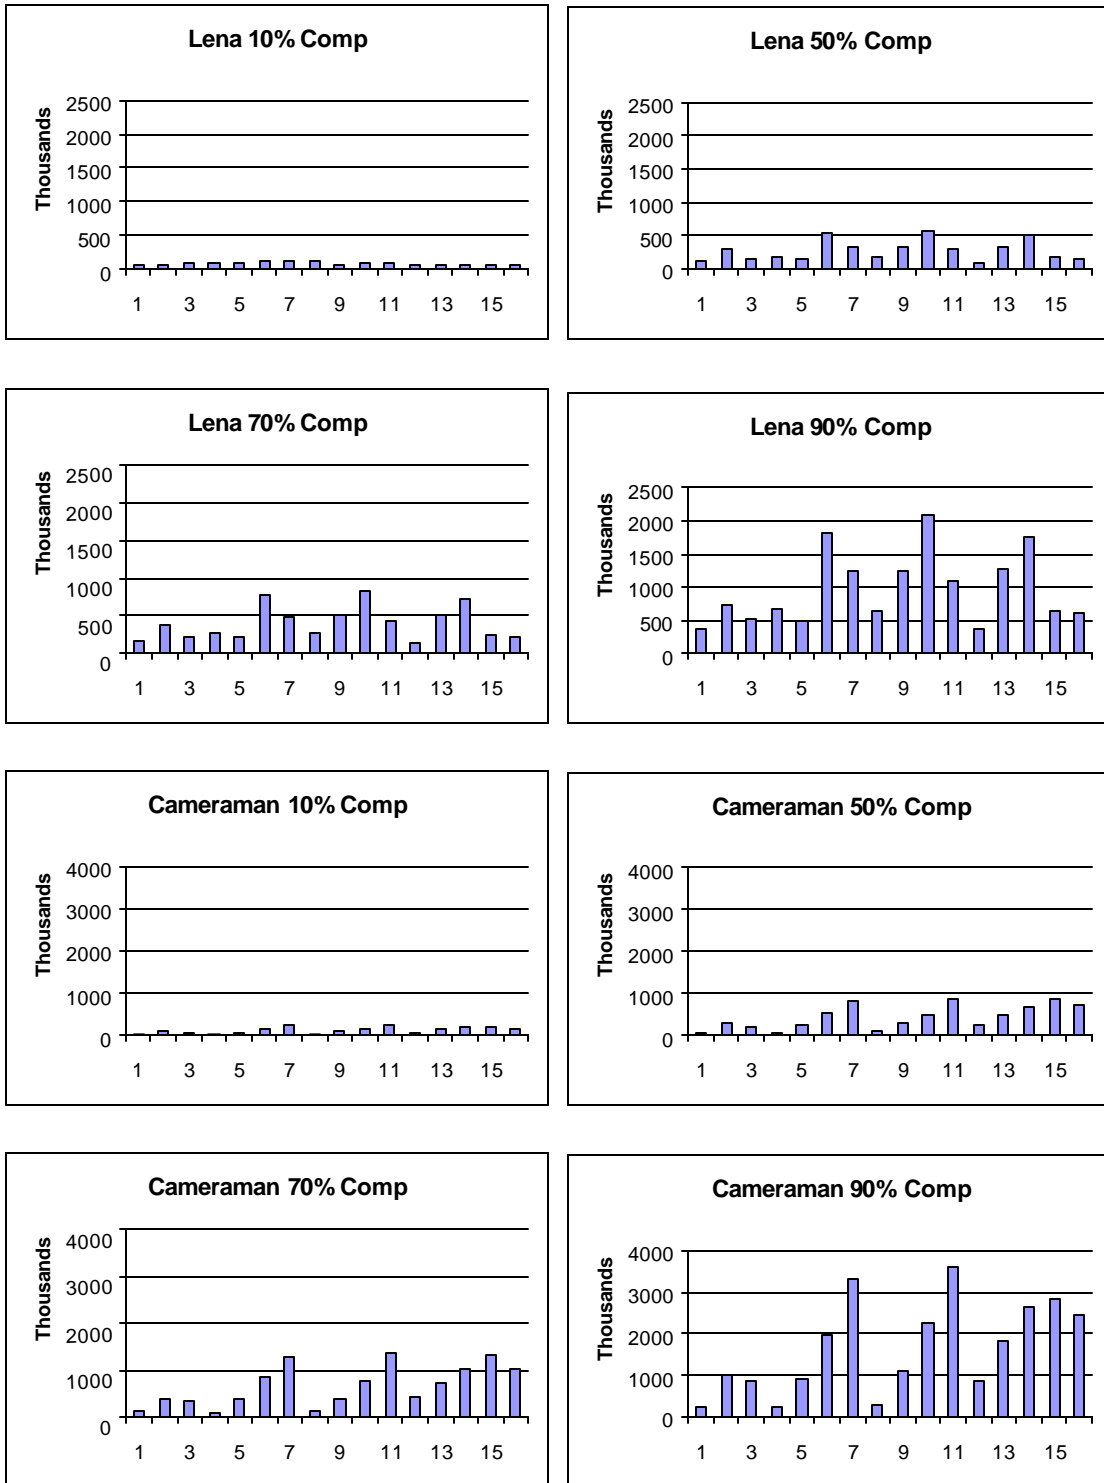 Lena 10% Comp
Thousands
2500
2000
1500
1000
500
0
1 3 5 7 9 11 13 15
Lena 50% Comp
Thousands
2500
2000
1500
1000
500
0
1 3 5 7 9 11 13 15
Lena 70% Comp
Thousands
2500
2000
1500
1000
500
0
1 3 5 7 9 11 13 15
Lena 90% Comp
Thousands
2500
2000
1500
1000
500
0
1 3 5 7 9 11 13 15
Cameraman 10% Comp
Thousands
4000
3000
2000
1000
0
1 3 5 7 9 11 13 15
Cameraman 50% Comp
Thousands
4000
3000
2000
1000
0
1 3 5 7 9 11 13 15
Cameraman 70% Comp
Thousands
4000
3000
2000
1000
0
1 3 5 7 9 11 13 15
Cameraman 90% Comp
Thousands
4000
3000
2000
1000
0
1 3 5 7 9 11 13 15